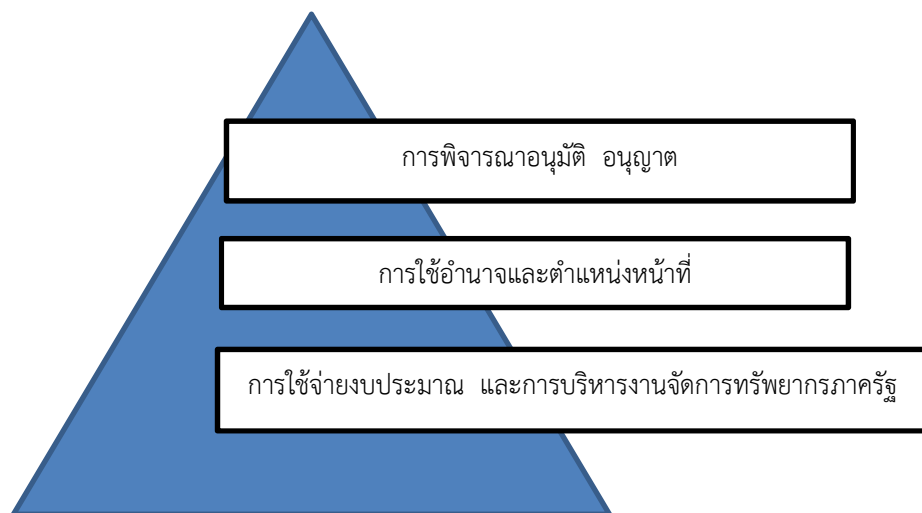 การพิจารณาอนุมัติ อนุญาต
การใช้อำนาจและตำแหน่งหน้าที่
การใช้จ่ายงบประมาณ และการบริหารงานจัดการทรัพยากรภาครัฐ